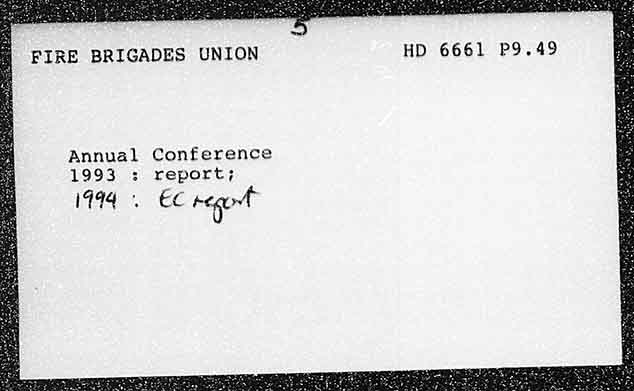 5
FIRE BRIGADES UNION HD 6661 P9.49
Annual Conference
1993 : report;
1994 : EC report